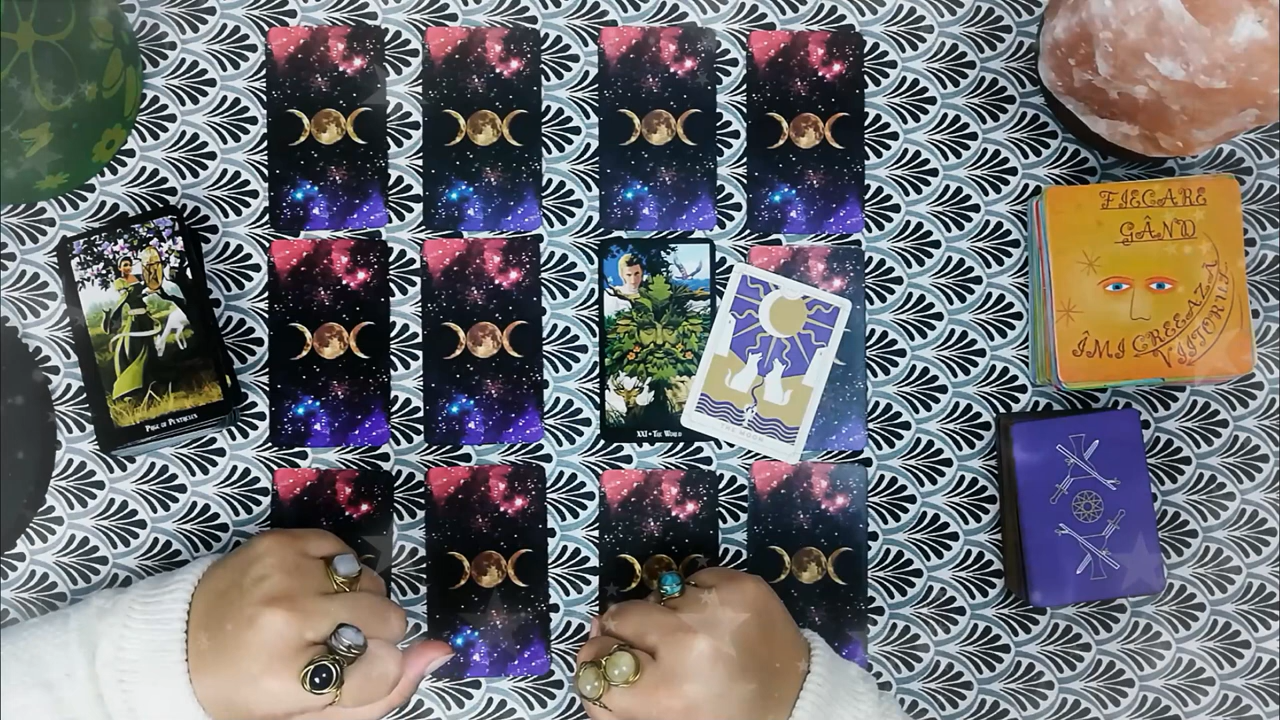 FIECARE
GÂND
ÎMI CREEAZĂ
VIITORUL
PAGE OF PENTACLES
XXI • THE WORLD
THE MOON